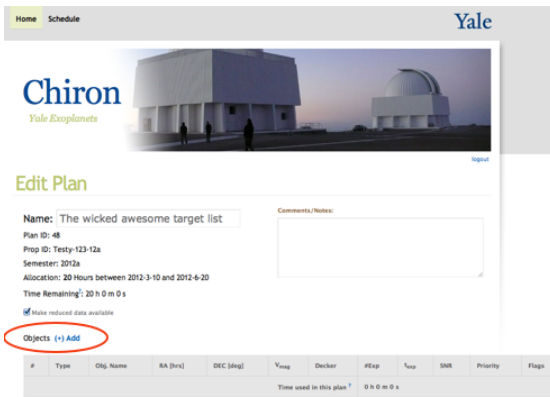 Home Schedule
Yale
Chiron
Yale Exoplanets
logout
Edit Plan
Name: The wicked awesome target list
Comments/Notes:
Plan ID: 48
Prop ID: Testy-123-12a
Semester: 2012a
Allocation: 20 Hours between 2012-3-10 and 2012-6-20
Time Remaining?: 20 h 0 m 0 s
Make reduced data available
Objects (+) Add
# Type Obj. Name RA [hrs] DEC [deg] Vmag Decker #Exp texp SNR Priority Flags
Time used in this plan ? 0 h 0 m 0 s